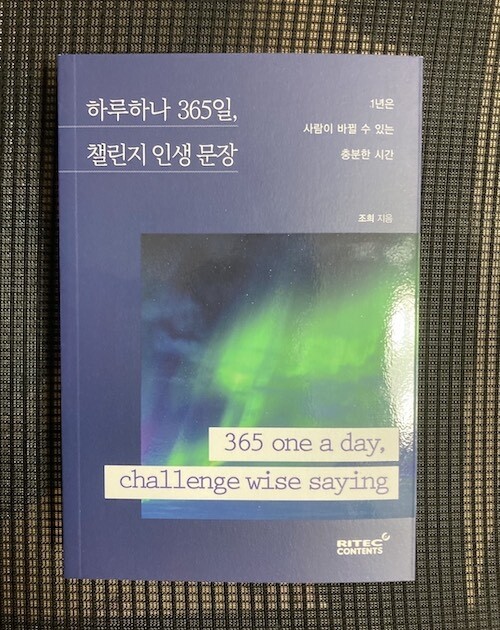 하루하나 365일,
챌린지 인생 문장
1년은
사람이 바뀔 수 있는
충분한 시간
조희 지음
365 one a day,
challenge wise saying
RITEC
CONTENTS